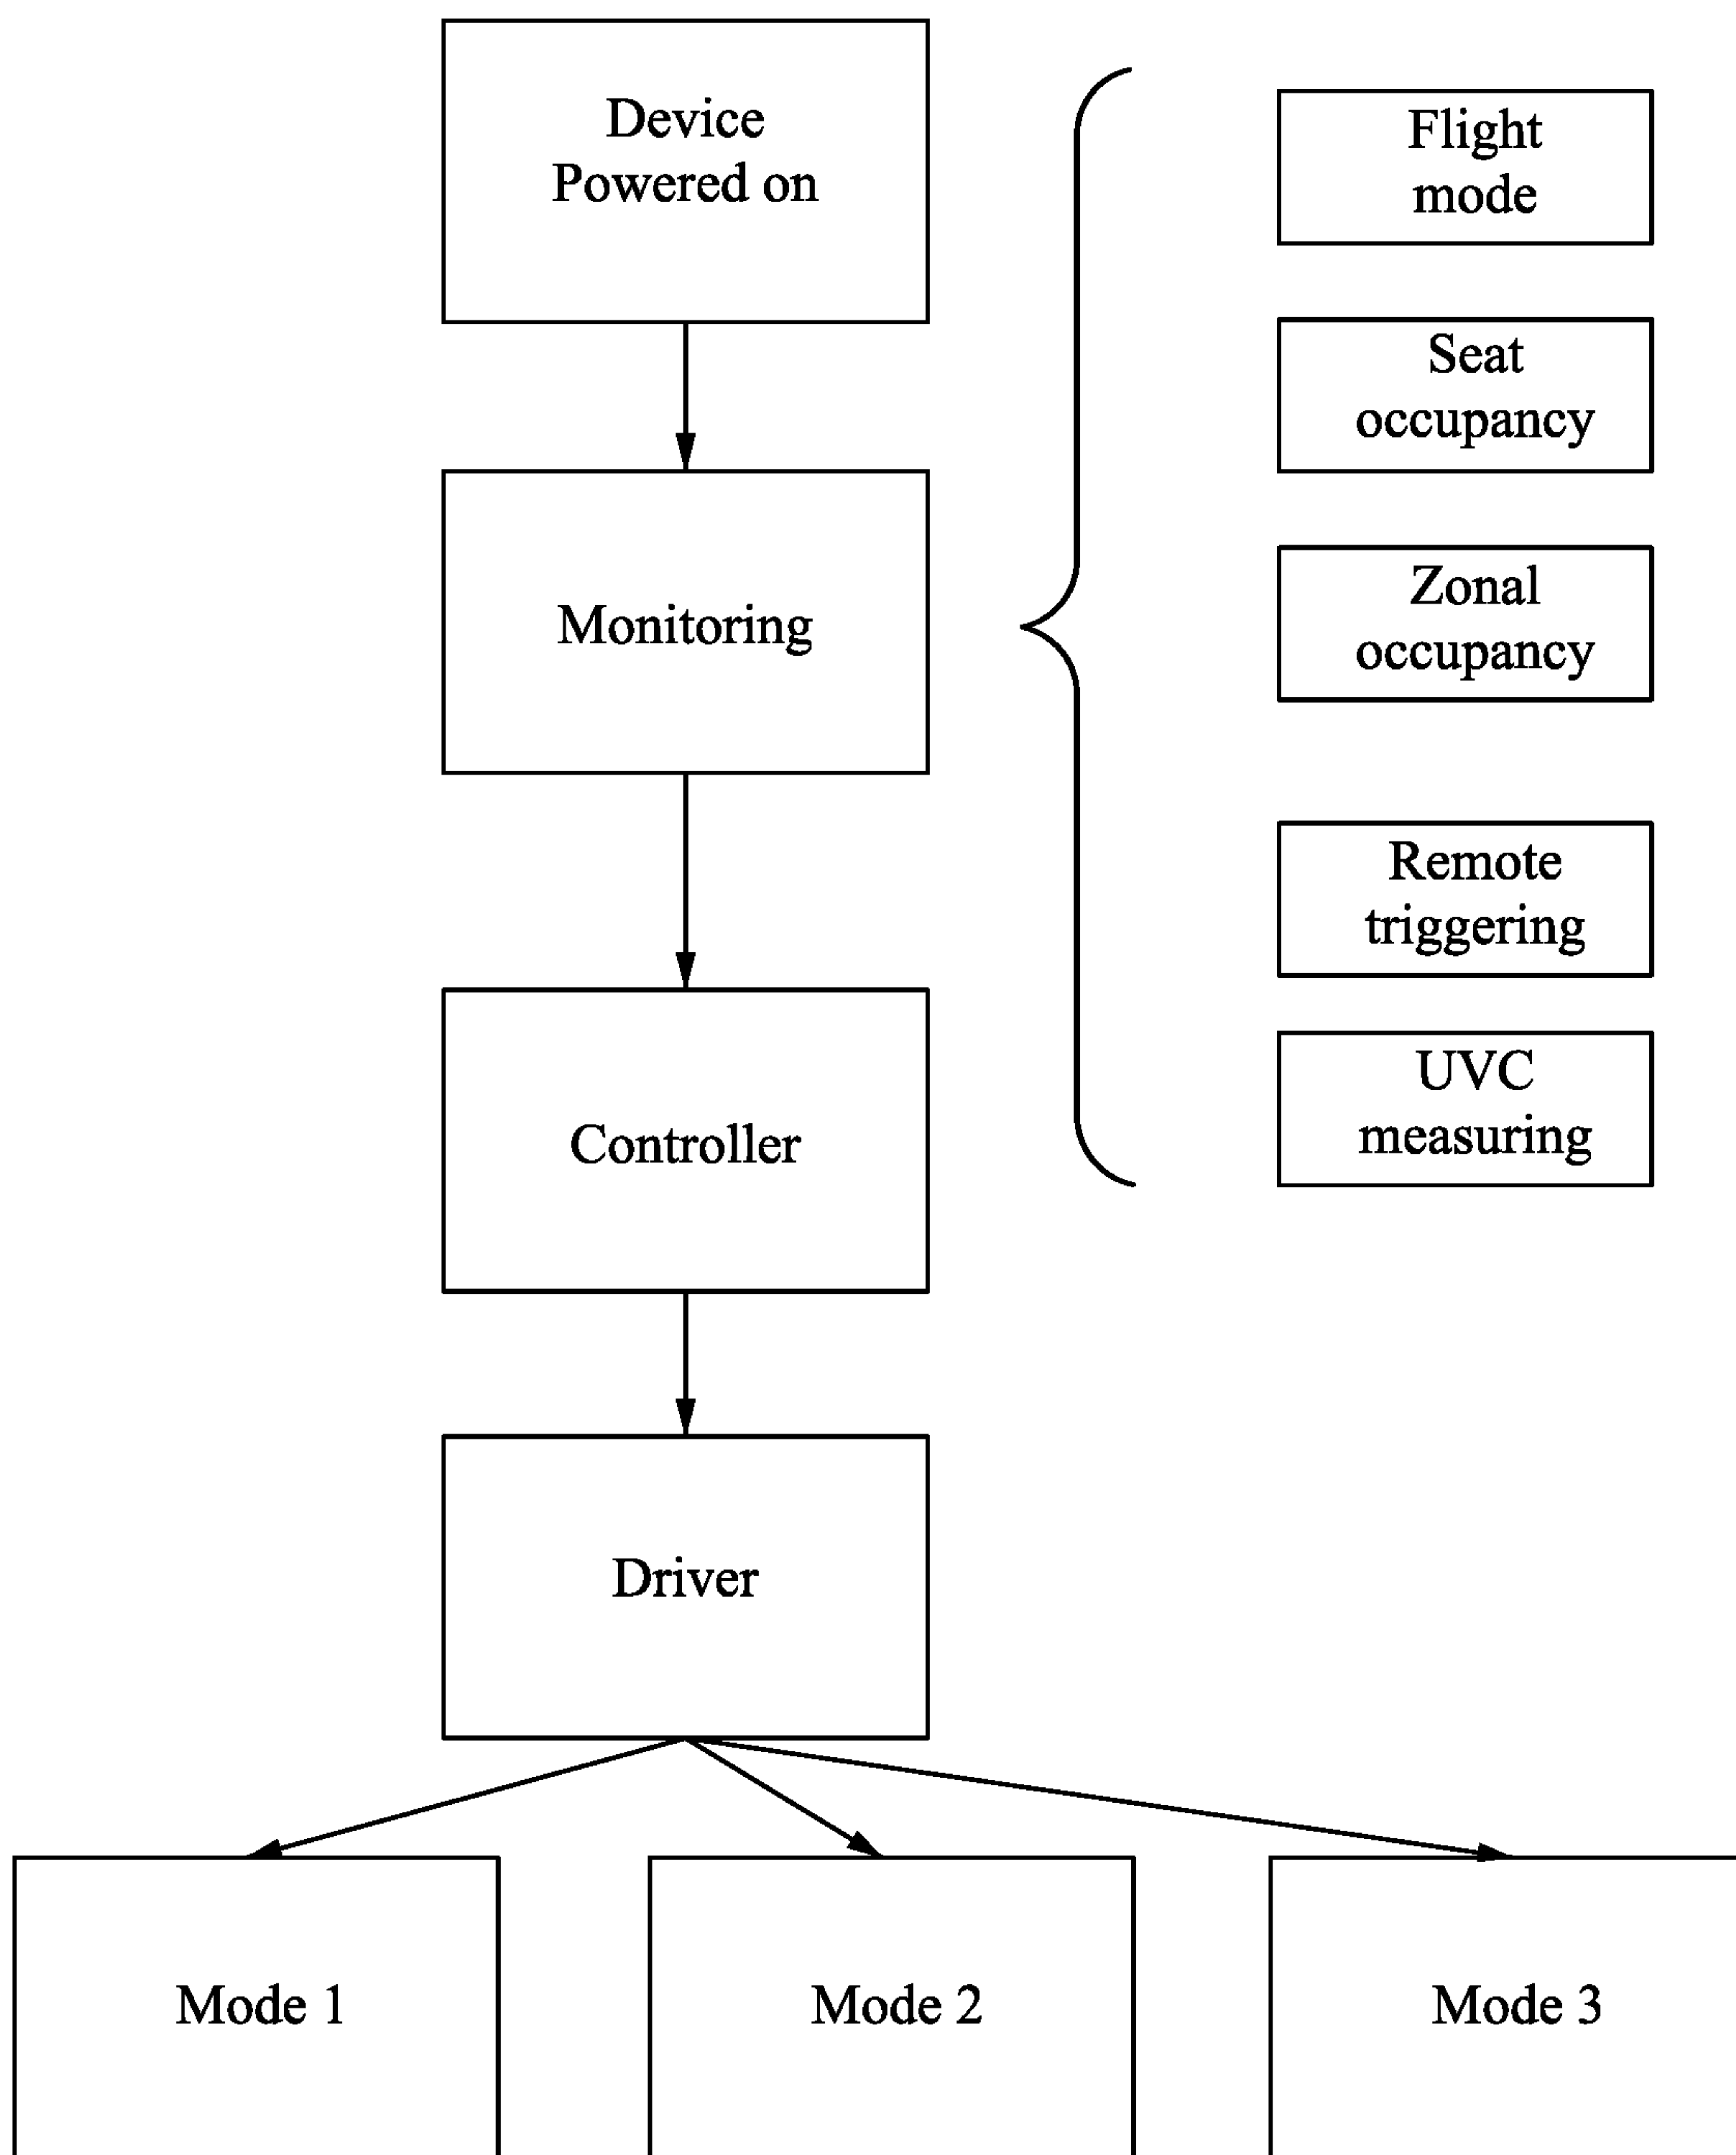 Device
Powered on
Flight
mode
Seat
occupancy
Monitoring
Zonal
occupancy
Remote
triggering
Controller
UVC
measuring
Driver
Mode 1
Mode 2
Mode 3